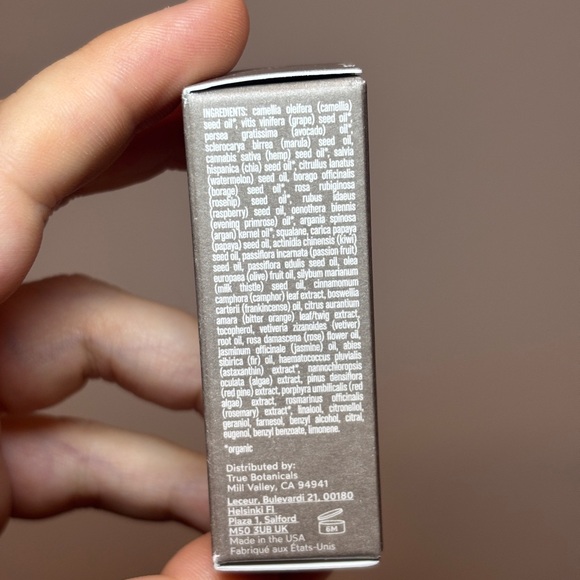 INGREDIENTS: camellia oleifera (camellia)
seed oil*, vitis vinifera (grape) seed oil*,
persea gratissima (avocado) oil*,
sclerocarya birrea (marula) seed oil,
cannabis sativa (hemp) seed oil*, salvia
hispanica (chia) seed oil*, citrullus lanatus
(watermelon) seed oil, borago officinalis
(borage) seed oil*, rosa rubiginosa
(rosehip) seed oil*, rubus idaeus
(raspberry) seed oil, oenothera biennis
(evening primrose) oil*, argania spinosa
(argan) kernel oil*, squalane, carica papaya
(papaya) seed oil, actinidia chinensis (kiwi)
seed oil, passiflora incarnata (passion fruit)
seed oil, passiflora edulis seed oil, olea
europaea (olive) fruit oil, silybum marianum
(milk thistle) seed oil, cinnamomum
camphora (camphor) leaf extract, boswellia
carterii (frankincense) oil, citrus aurantium
amara (bitter orange) leaf/twig extract,
tocopherol, vetiveria zizanoides (vetiver)
root oil, rosa damascena (rose) flower oil,
jasminum officinale (jasmine) oil, abies
sibirica (fir) oil, haematococcus pluvialis
(astaxanthin) extract*, nannochloropsis
oculata (algae) extract, pinus densiflora
(red pine) extract, porphyra umbilicalis (red
algae) extract, rosmarinus officinalis
(rosemary) extract*, linalool, citronellol,
geraniol, farnesol, benzyl alcohol, citral,
eugenol, benzyl benzoate, limonene.
*organic
Distributed by:
True Botanicals
Mill Valley, CA 94941
Leceur, Bulevardi 21, 00180
Helsinki FI
Plaza 1, Salford
M50 3UB UK
6M
Made in the USA
Fabriqué aux États-Unis